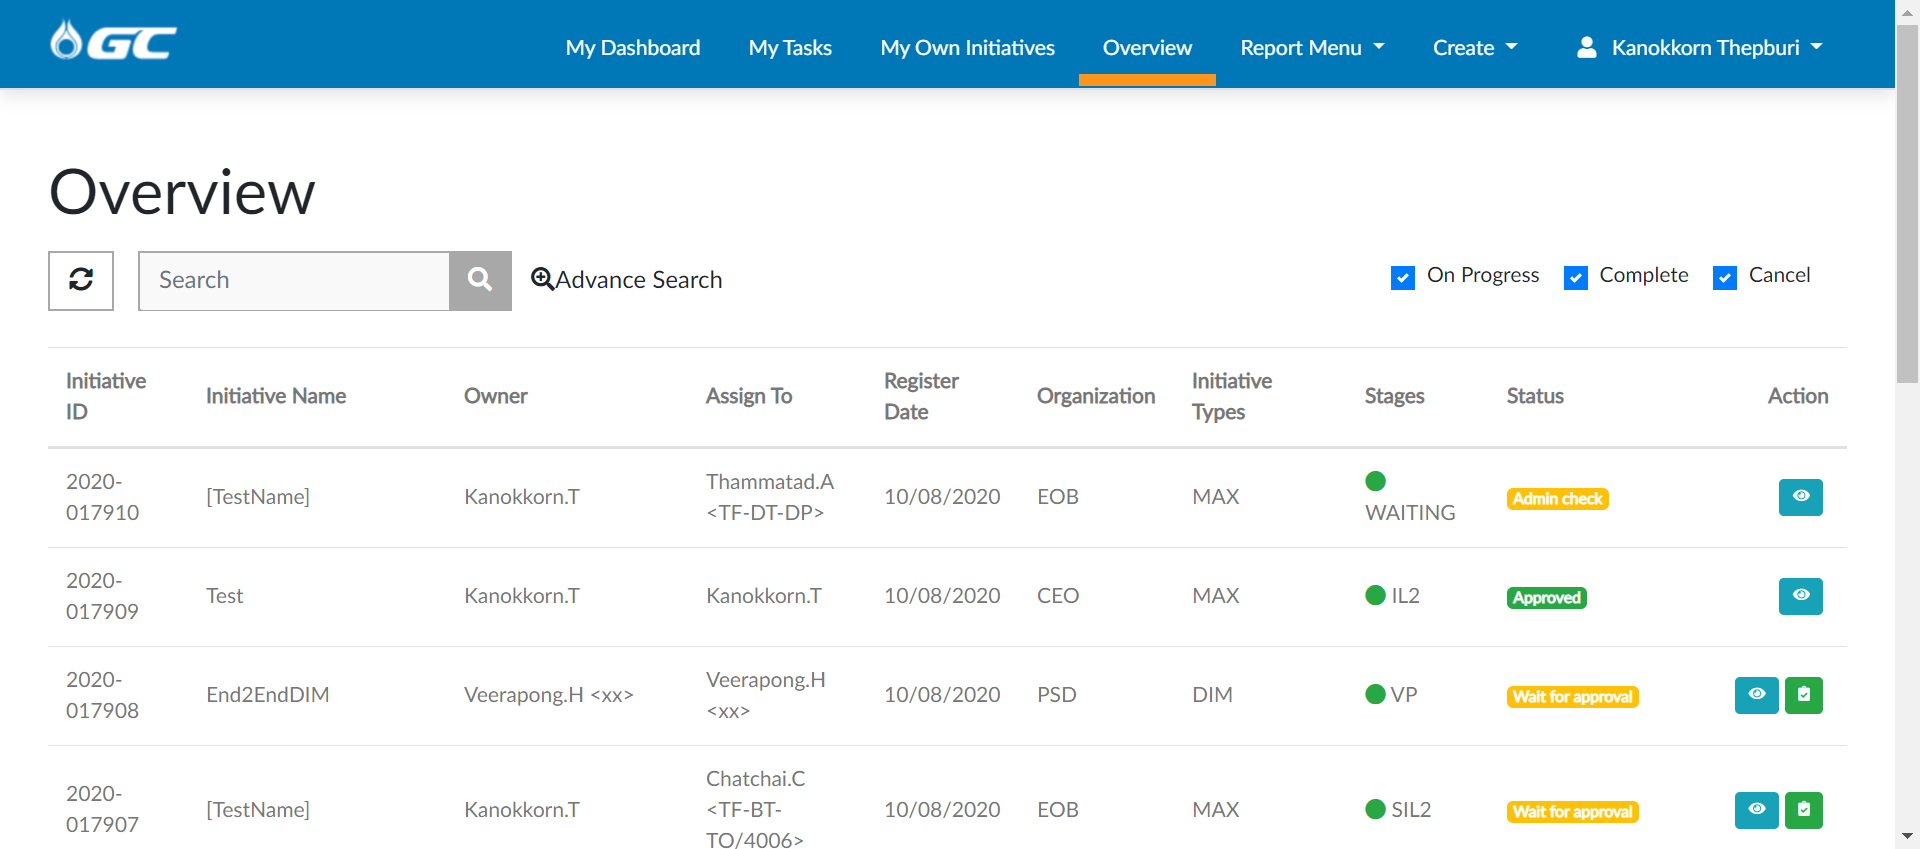 GC
My Dashboard
My Tasks
My Own Initiatives
Overview
Report Menu
Create
Kanokkorn Thepburi
Overview
Search
Advance Search
On Progress
Complete
Cancel
Initiative
ID
Initiative Name
Owner
Assign To
Register
Date
Organization
Initiative
Types
Stages
Status
Action
2020-
017910
[TestName]
Kanokkorn.T
Thammatad.A
<TF-DT-DP>
10/08/2020
EOB
MAX
WAITING
Admin check
2020-
017909
Test
Kanokkorn.T
Kanokkorn.T
10/08/2020
CEO
MAX
IL2
Approved
2020-
017908
End2EndDIM
Veerapong.H <xx>
Veerapong.H
<xx>
10/08/2020
PSD
DIM
VP
Wait for approval
2020-
017907
[TestName]
Kanokkorn.T
Chatchai.C
<TF-BT-
TO/4006>
10/08/2020
EOB
MAX
SIL2
Wait for approval